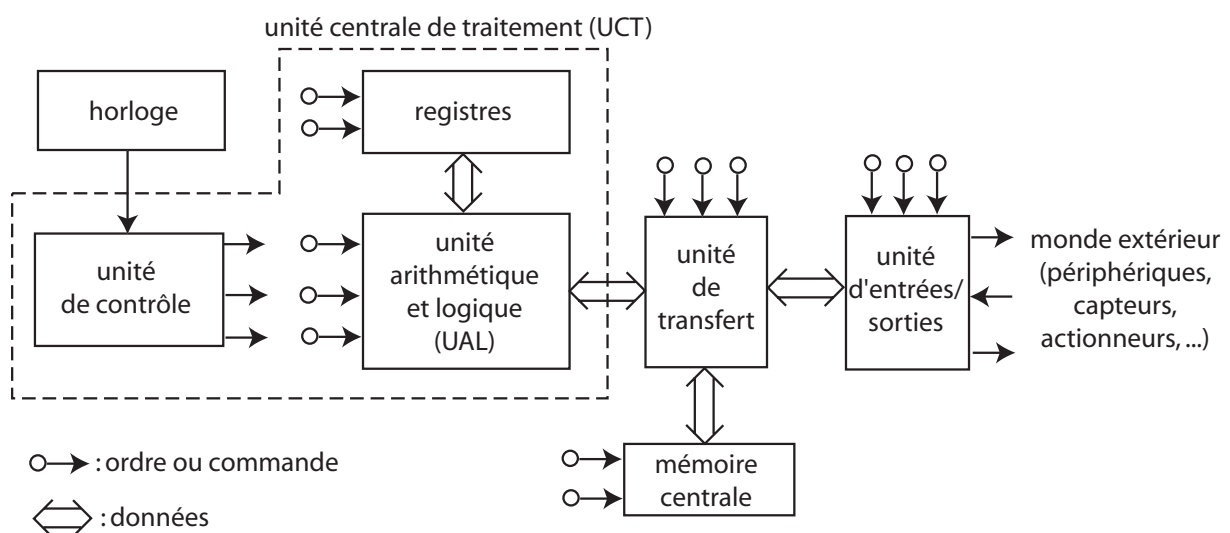 unité centrale de traitement (UCT)
horloge
registres
unité
de contrôle
unité
arithmétique
et logique
(UAL)
unité
de
transfert
unité
d'entrées/
sorties
monde extérieur
(périphériques,
capteurs,
actionneurs, ...)
mémoire
centrale
: ordre ou commande
: données